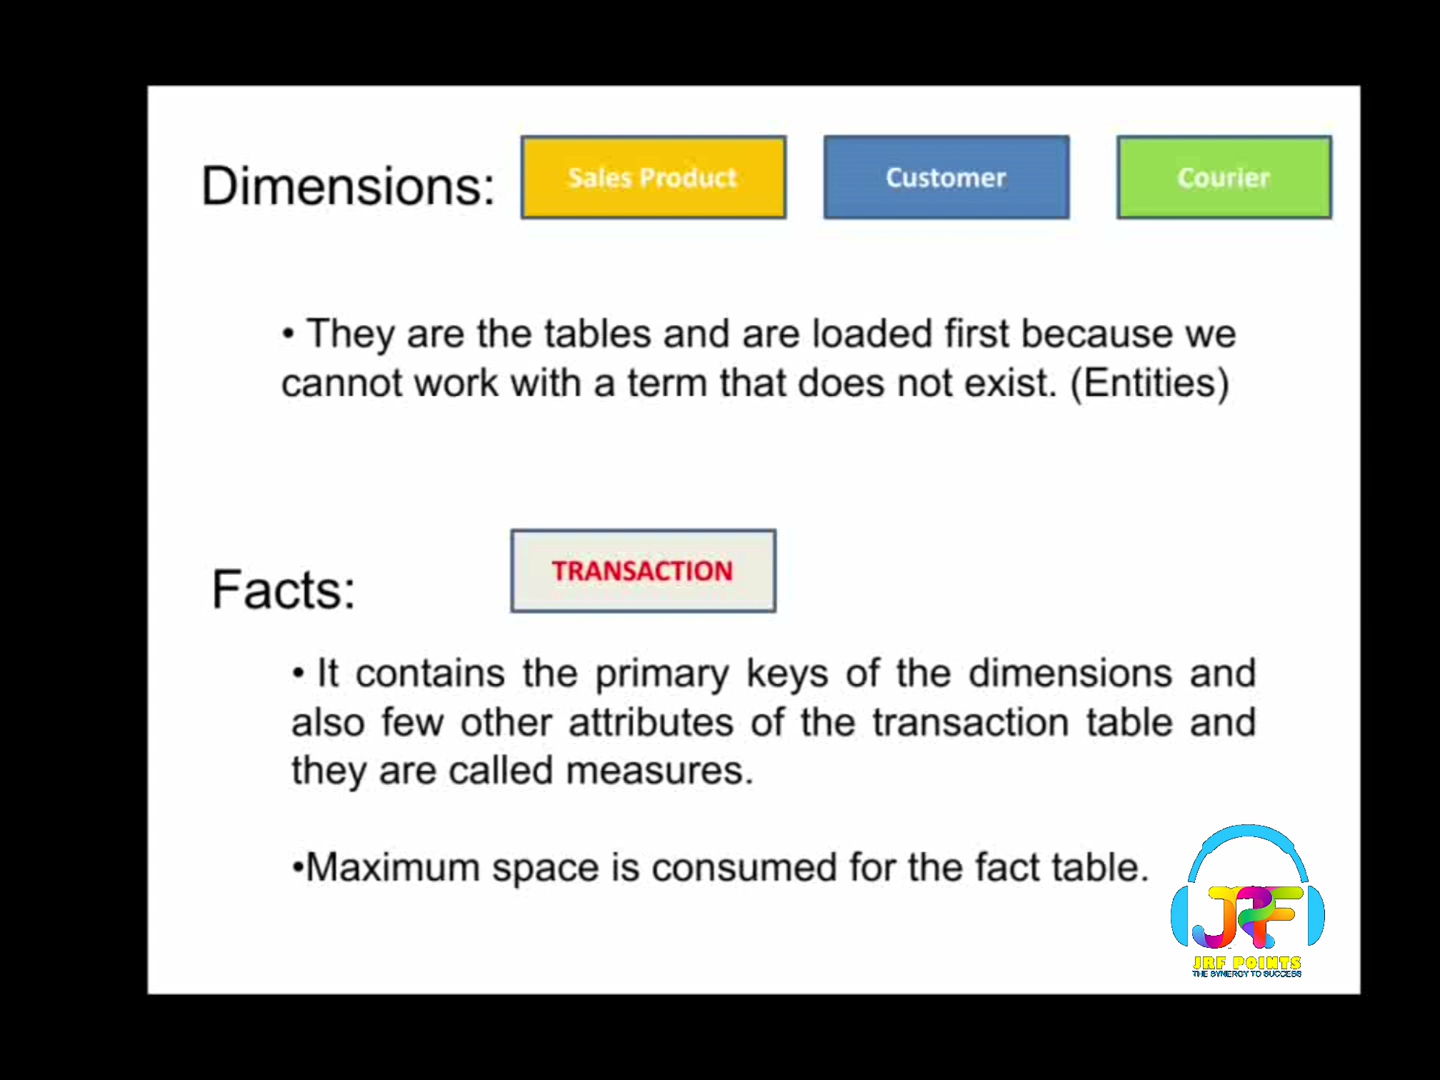 Dimensions:
Sales Product
Customer
Courier
• They are the tables and are loaded first because we
cannot work with a term that does not exist. (Entities)
Facts:
TRANSACTION
• It contains the primary keys of the dimensions and
also few other attributes of the transaction table and
they are called measures.
•Maximum space is consumed for the fact table.
JRF
JRF POINTS
THE SYNERGY TO SUCCESS